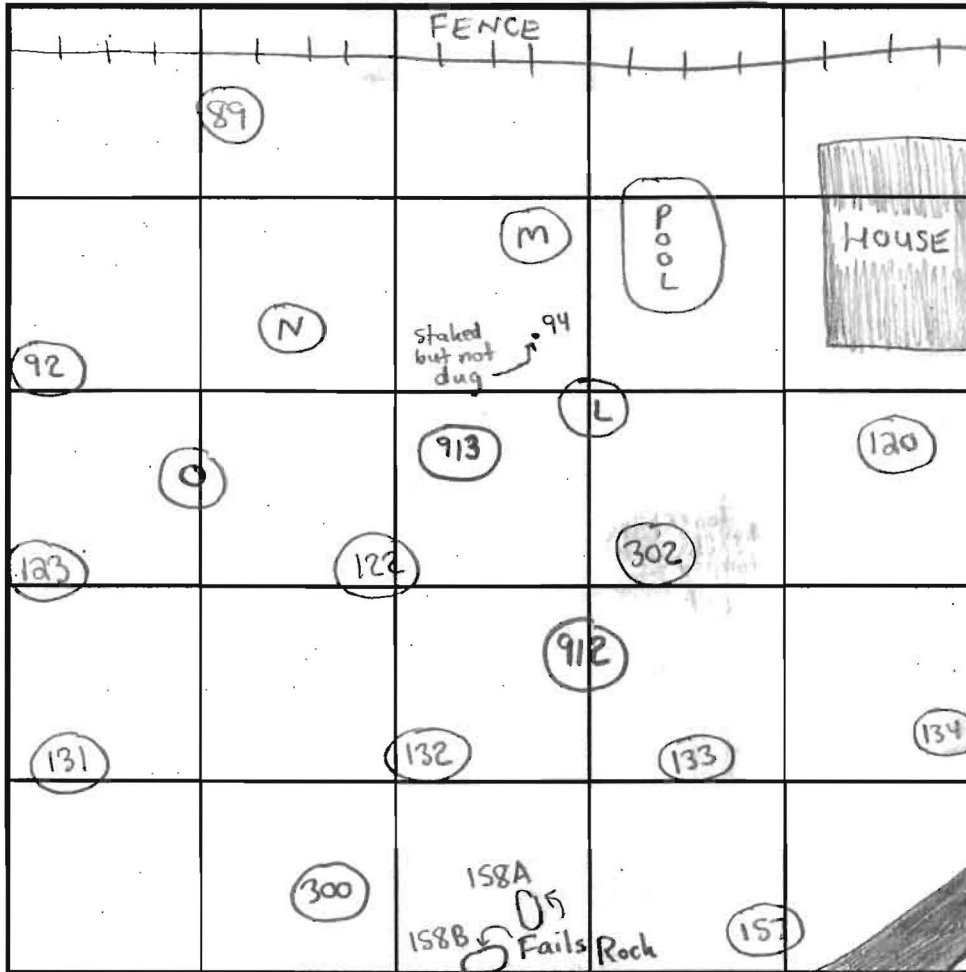 FENCE
89
M
POOL
HOUSE
N
94
Staked
but not
dug
92
L
913
120
O
123
122
302
912
131
132
133
134
158A
300
158B
Fails Rock
157